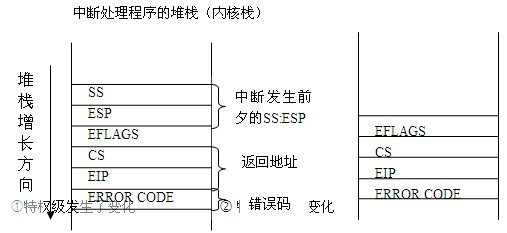 中断处理程序的堆栈（内核栈）
堆栈增长方向
SS
ESP
EFLAGS
CS
EIP
ERROR CODE
中断发生前
夕的SS:ESP
返回地址
错误码
①特权级发生了变化
②
变化
EFLAGS
CS
EIP
ERROR CODE